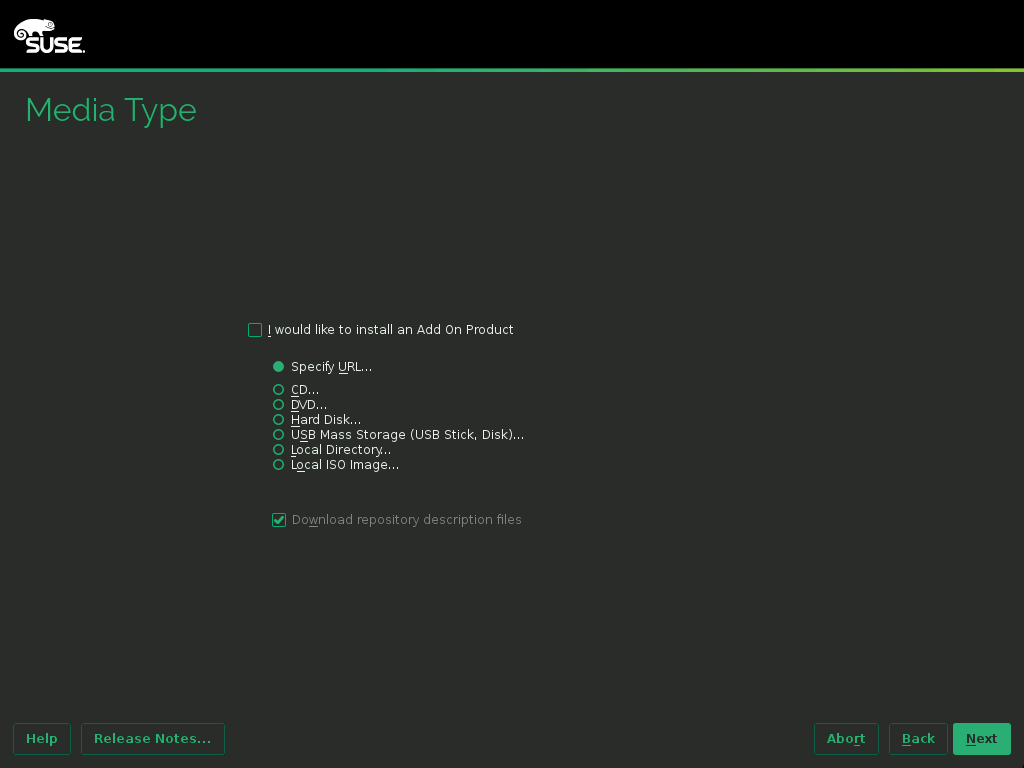 SUSE.
Media Type
I would like to install an Add On Product
Specify URL...
CD...
DVD...
Hard Disk...
USB Mass Storage (USB Stick, Disk)...
Local Directory...
Local ISO Image...
Download repository description files
Help Release Notes... Abort Back Next